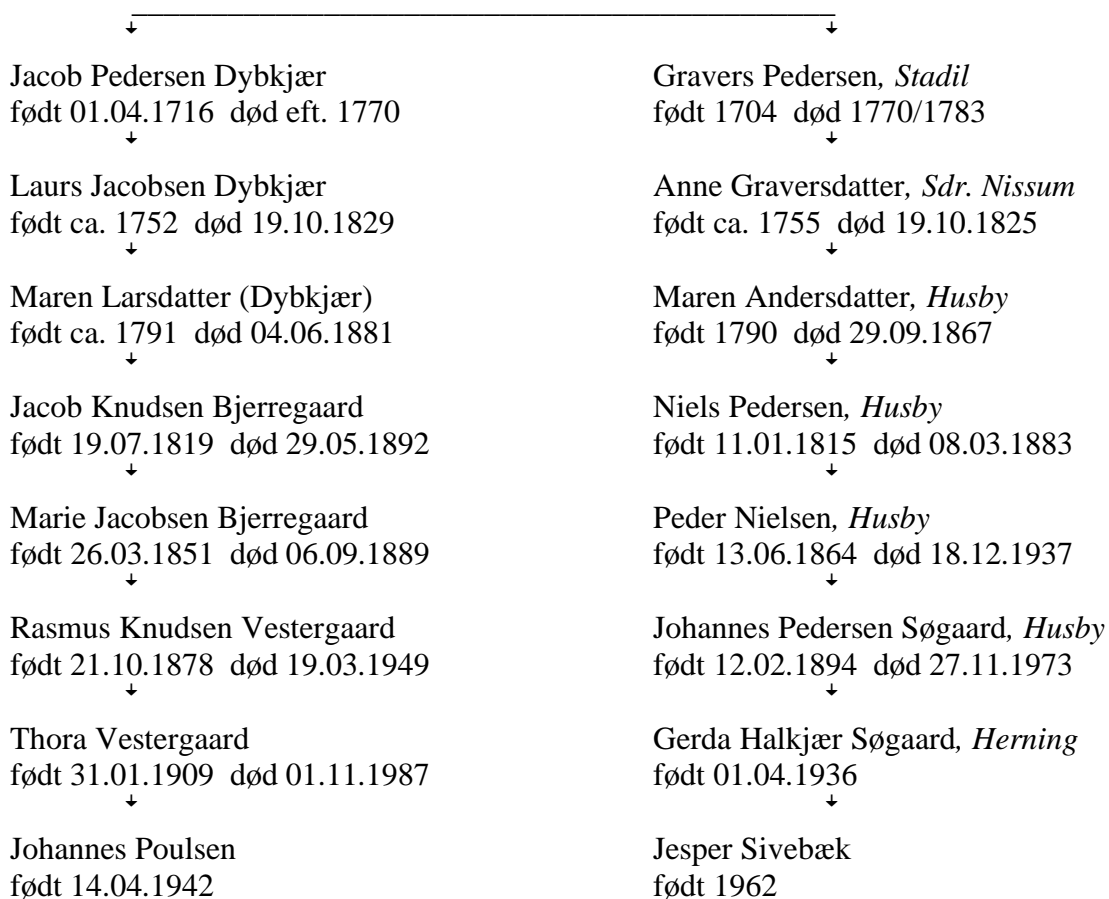 Jacob Pedersen Dybkjær
født 01.04.1716 død eft. 1770
Laurs Jacobsen Dybkjær
født ca. 1752 død 19.10.1829
Maren Larsdatter (Dybkjær)
født ca. 1791 død 04.06.1881
Jacob Knudsen Bjerregaard
født 19.07.1819 død 29.05.1892
Marie Jacobsen Bjerregaard
født 26.03.1851 død 06.09.1889
Rasmus Knudsen Vestergaard
født 21.10.1878 død 19.03.1949
Thora Vestergaard
født 31.01.1909 død 01.11.1987
Johannes Poulsen
født 14.04.1942
Gravers Pedersen, Stadil
født 1704 død 1770/1783
Anne Graversdatter, Sdr. Nissum
født ca. 1755 død 19.10.1825
Maren Andersdatter, Husby
født 1790 død 29.09.1867
Niels Pedersen, Husby
født 11.01.1815 død 08.03.1883
Peder Nielsen, Husby
født 13.06.1864 død 18.12.1937
Johannes Pedersen Søgaard, Husby
født 12.02.1894 død 27.11.1973
Gerda Halkjær Søgaard, Herning
født 01.04.1936
Jesper Sivebæk
født 1962